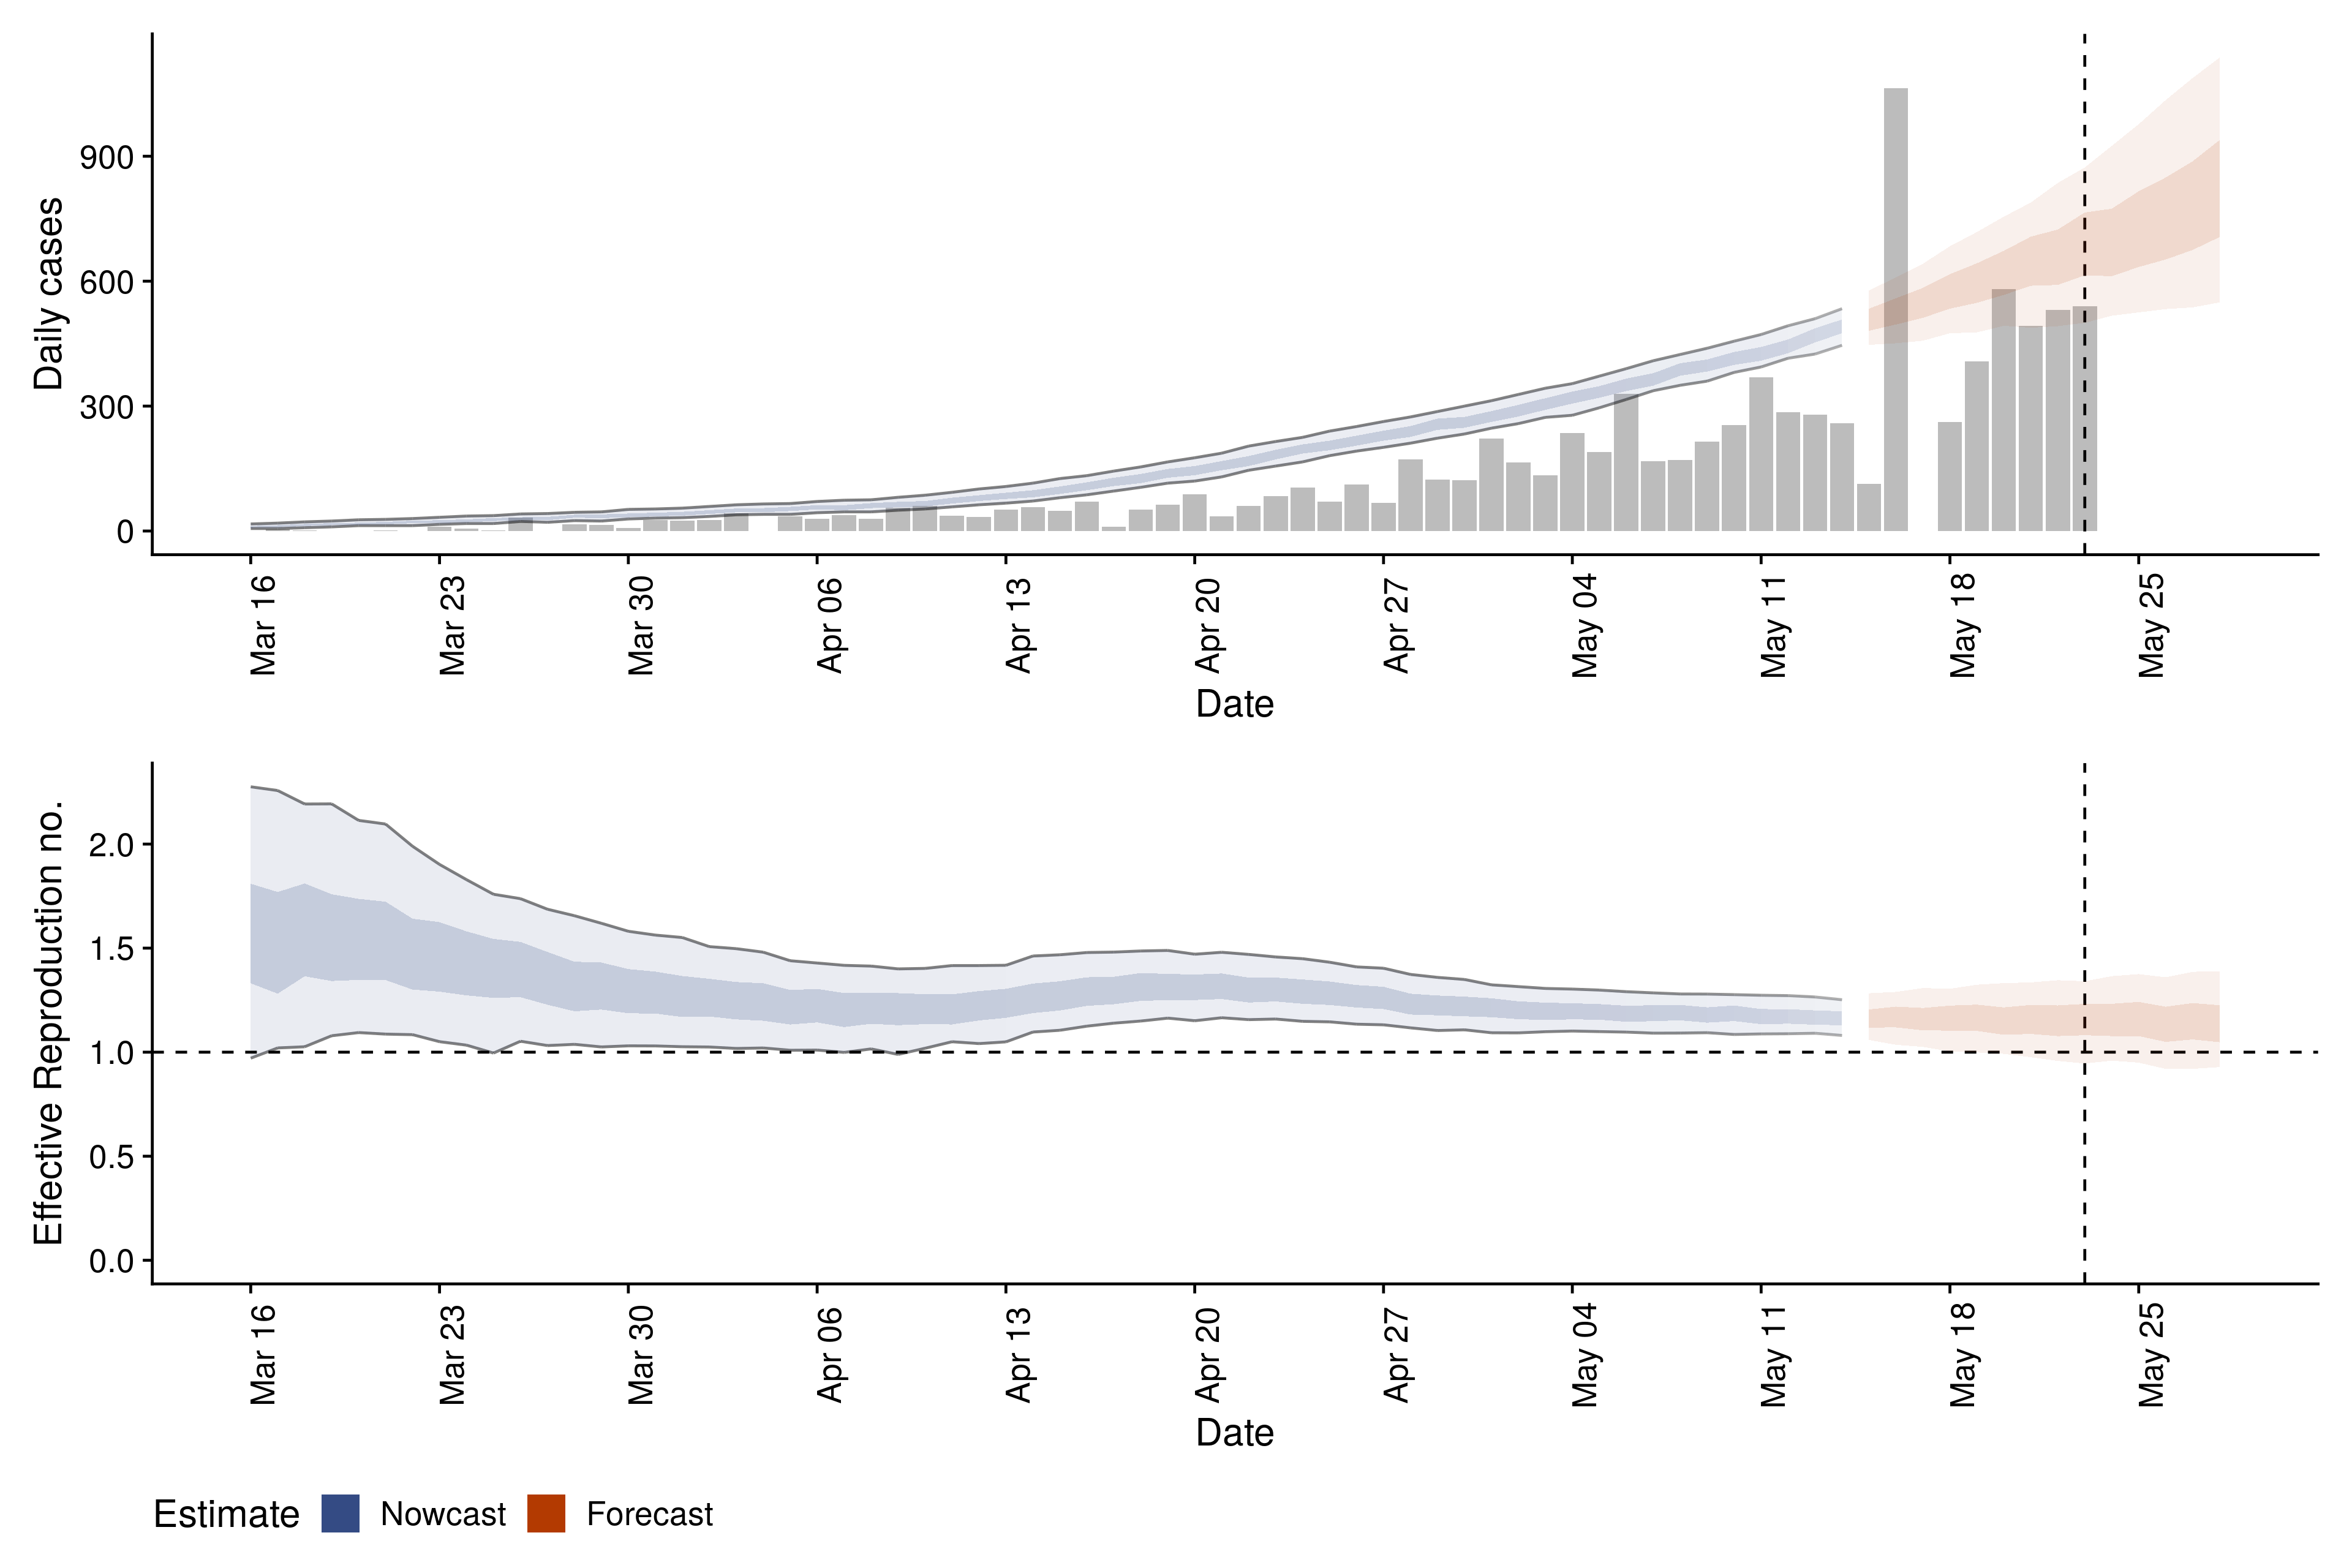 Daily cases
900
600
300
0
Mar 16
Mar 23
Mar 30
Apr 06
Apr 13
Apr 20
Apr 27
May 04
May 11
May 18
May 25
Date
Effective Reproduction no.
2.0
1.5
1.0
0.5
0.0
Mar 16
Mar 23
Mar 30
Apr 06
Apr 13
Apr 20
Apr 27
May 04
May 11
May 18
May 25
Date
Estimate Nowcast Forecast